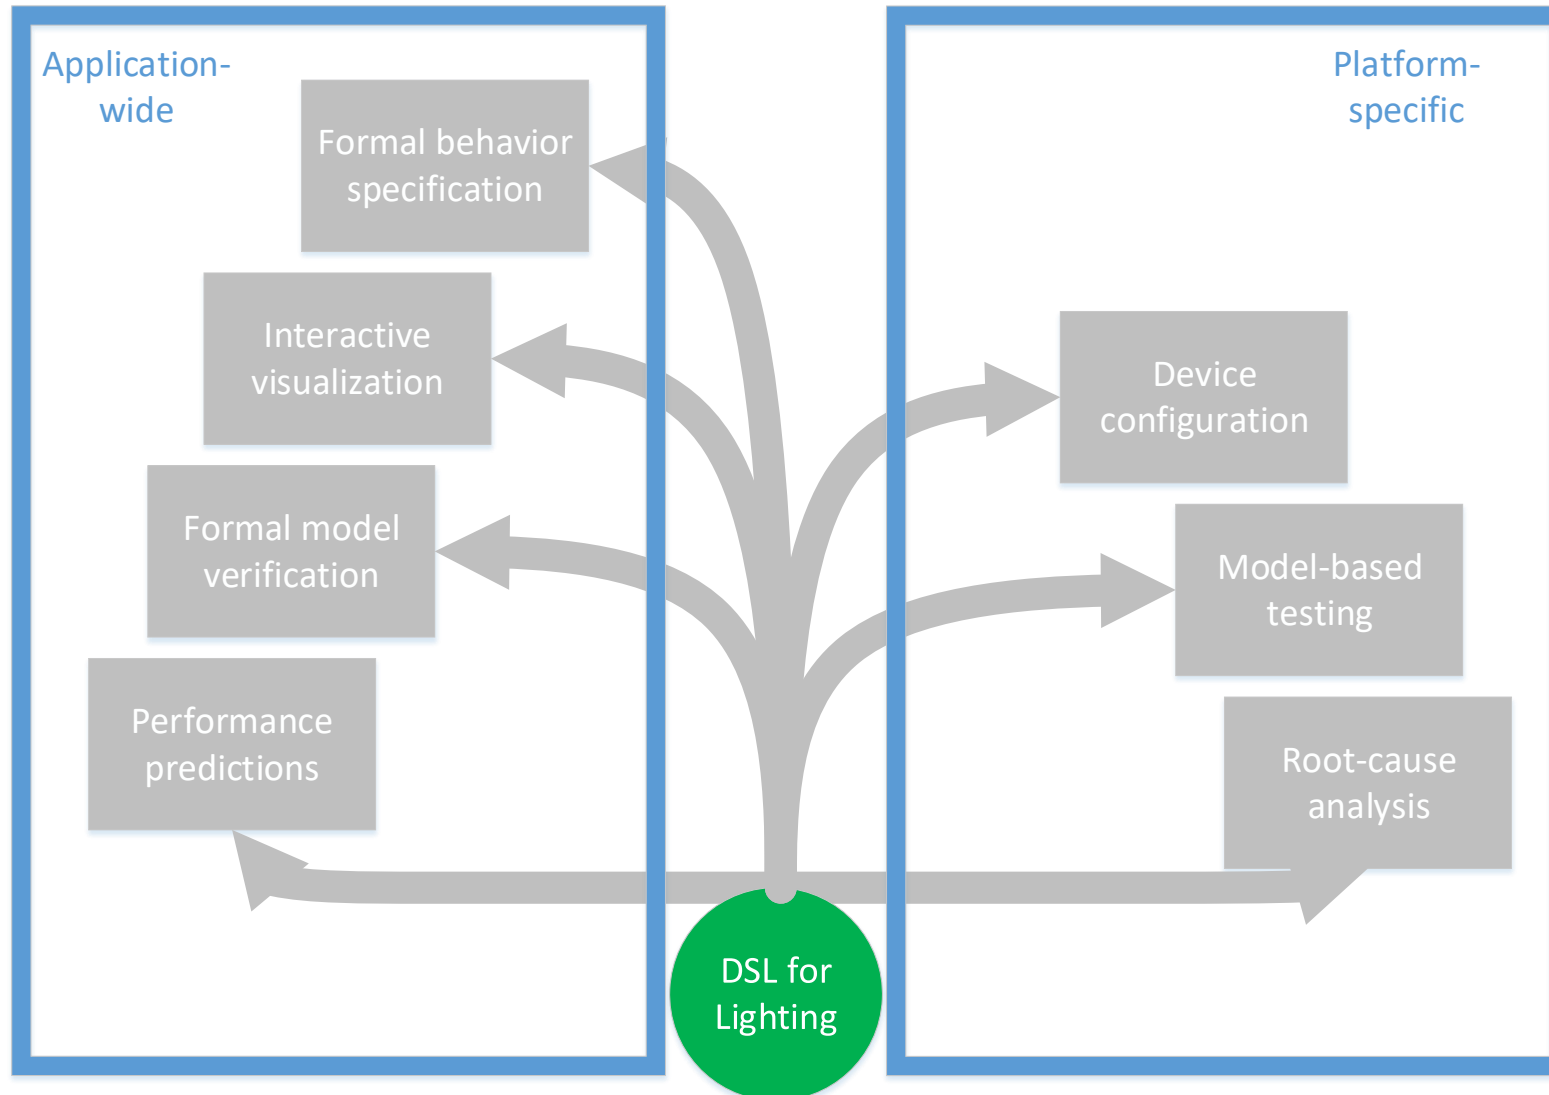 Application-
wide
Formal behavior
specification
Interactive
visualization
Formal model
verification
Performance
predictions
Platform-
specific
Device
configuration
Model-based
testing
Root-cause
analysis
DSL for
Lighting